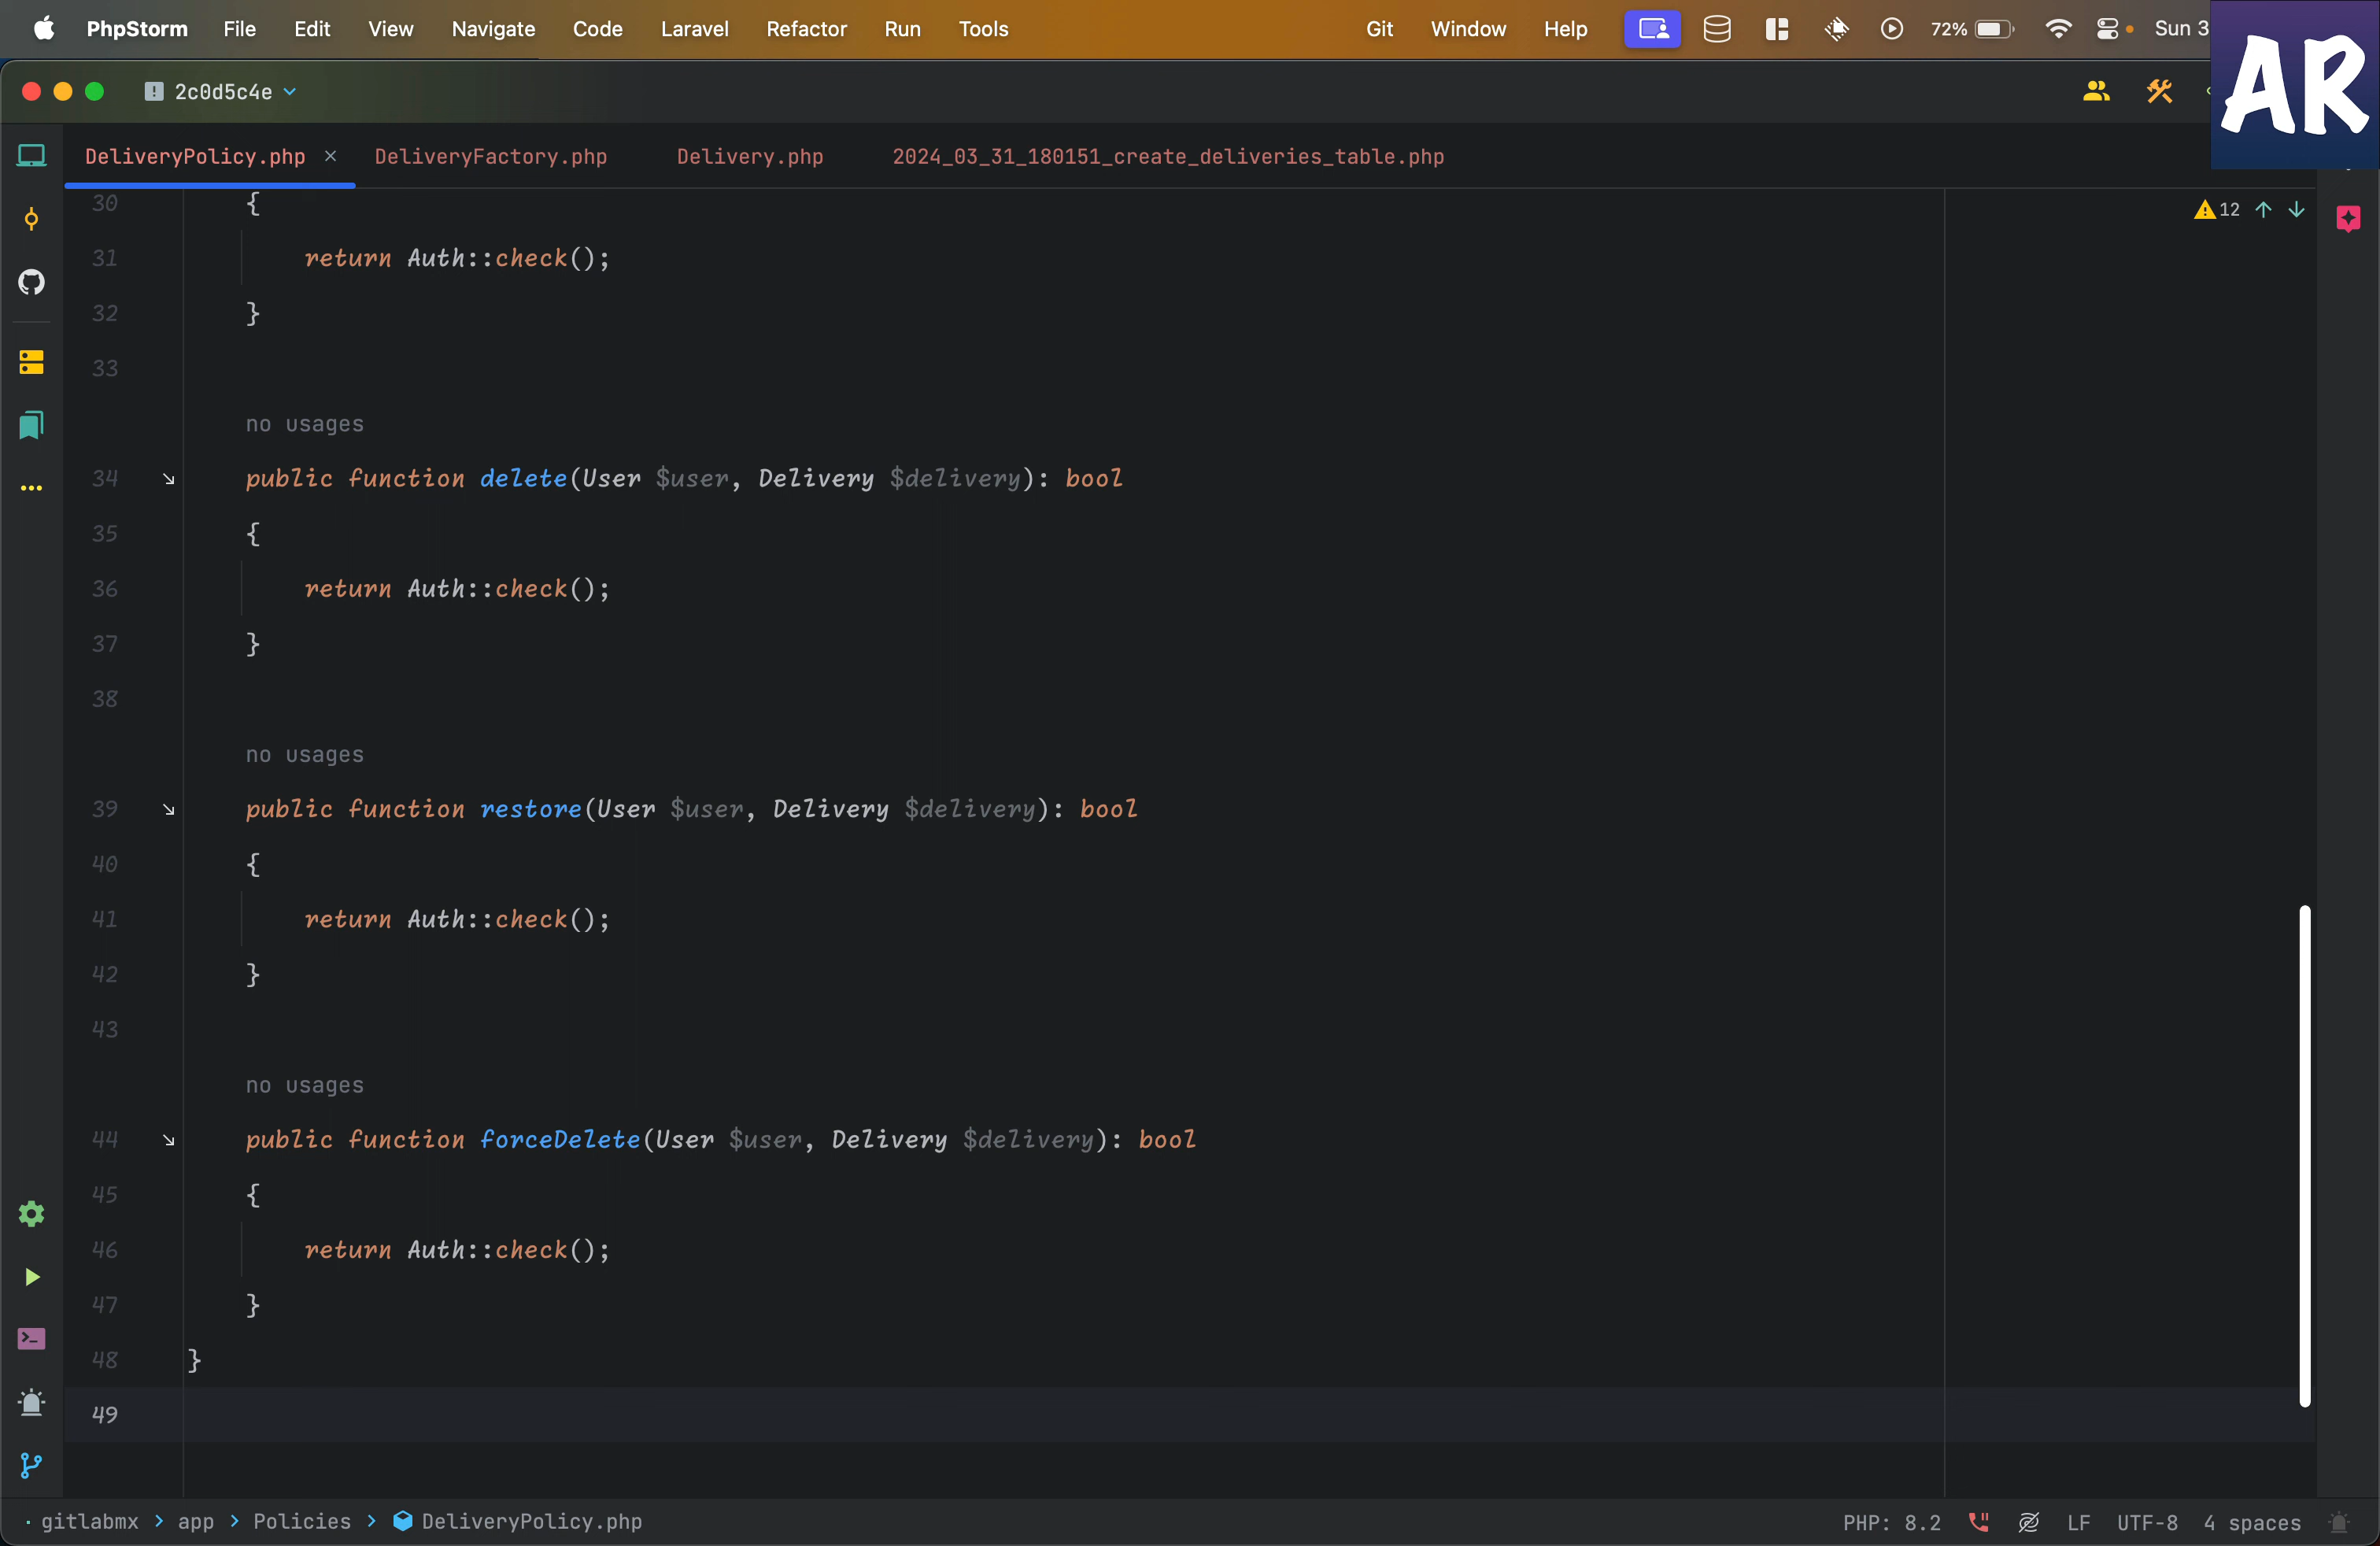 PhpStorm File Edit View Navigate Code Laravel Refactor Run Tools Git Window Help 72% Sun 3
AR
2c0d5c4e
DeliveryPolicy.php DeliveryFactory.php Delivery.php 2024_03_31_180151_create_deliveries_table.php
12
30 {
31 return Auth::check();
32 }
33
no usages
34 public function delete(User $user, Delivery $delivery): bool
35 {
36 return Auth::check();
37 }
38
no usages
39 public function restore(User $user, Delivery $delivery): bool
40 {
41 return Auth::check();
42 }
43
no usages
44 public function forceDelete(User $user, Delivery $delivery): bool
45 {
46 return Auth::check();
47 }
48 }
49
gitlabmx > app > Policies > DeliveryPolicy.php PHP: 8.2 LF UTF-8 4 spaces